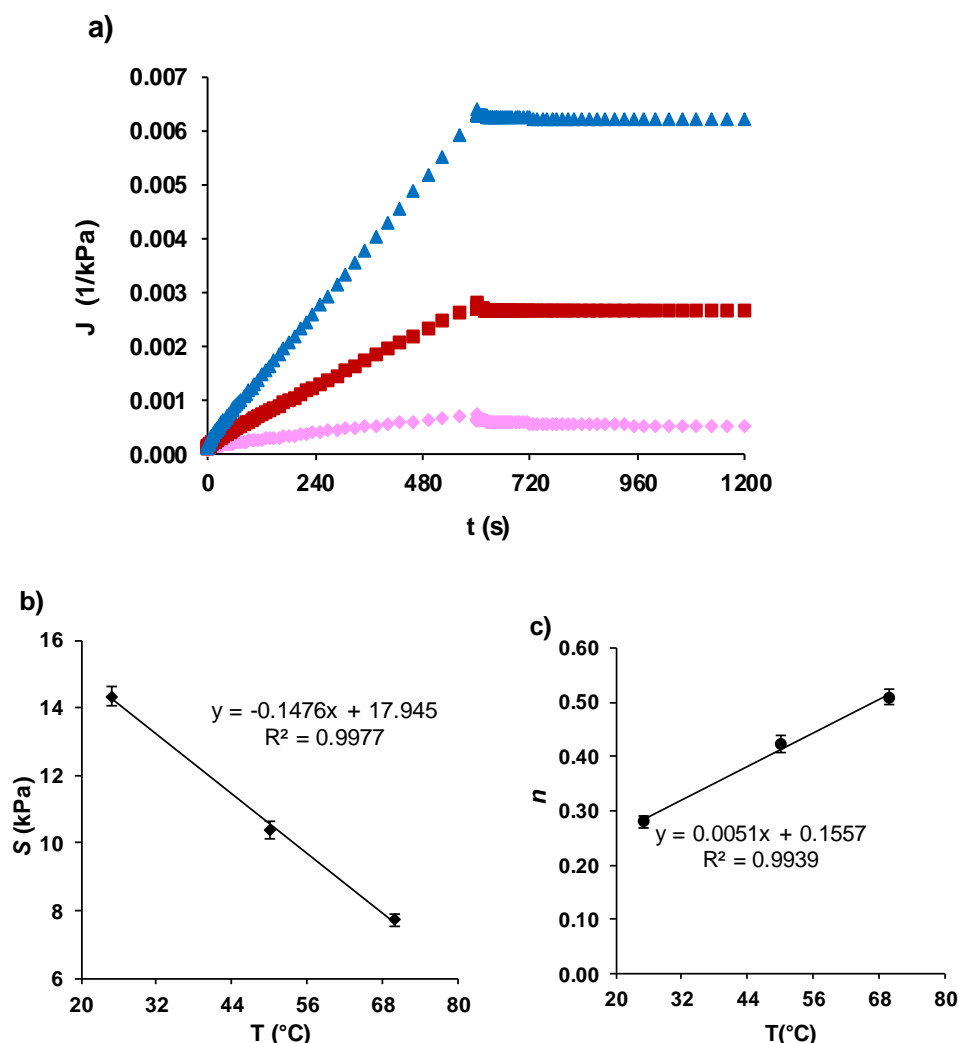 a)
0.007
0.006
0.005
0.004
0.003
0.002
0.001
0.000
J (1/kPa)
0 240 480 720 960 1200
t (s)
b)
16
14
12
10
8
6
S (kPa)
y = -0.1476x + 17.945
R² = 0.9977
20 32 44 56 68 80
T (°C)
c)
0.60
0.50
0.40
0.30
0.20
0.10
0.00
n
y = 0.0051x + 0.1557
R² = 0.9939
20 32 44 56 68 80
T(°C)